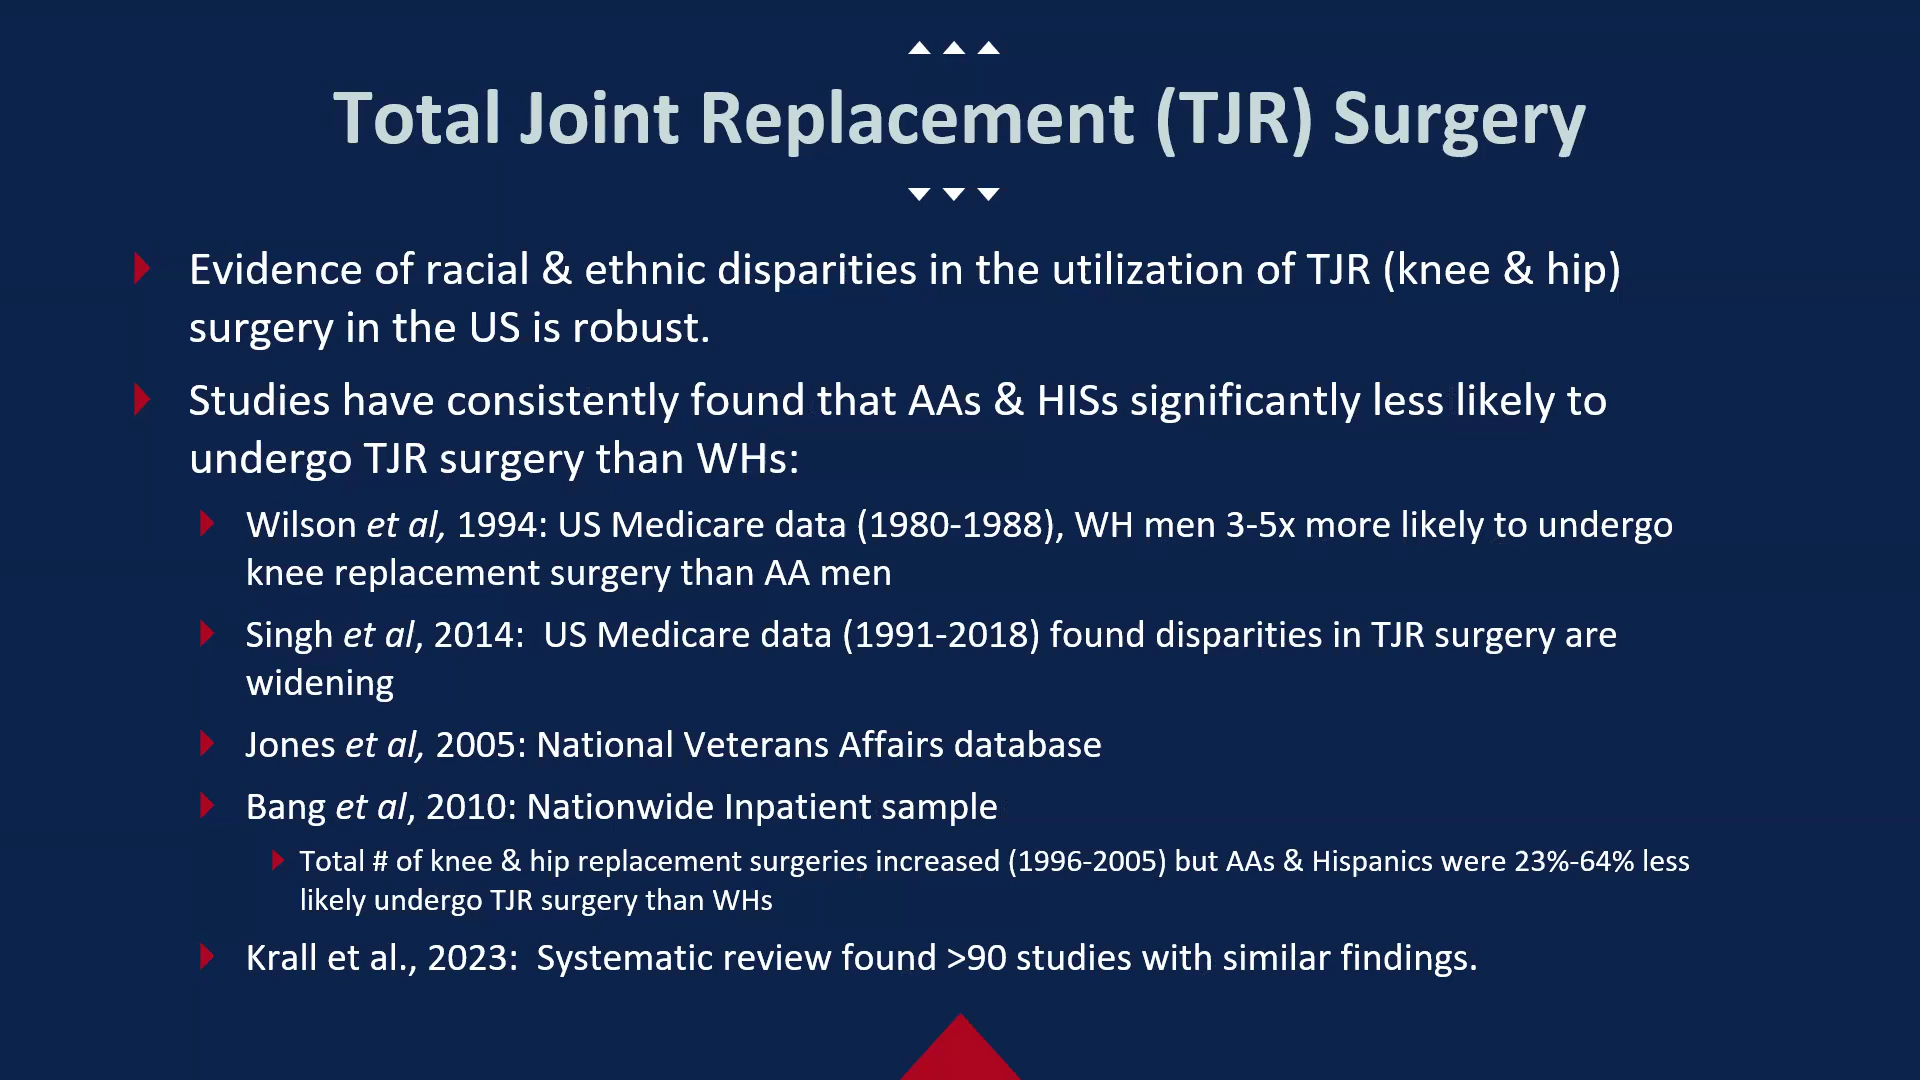 Total Joint Replacement (TJR) Surgery
Evidence of racial & ethnic disparities in the utilization of TJR (knee & hip)
surgery in the US is robust.
Studies have consistently found that AAs & HISs significantly less likely to
undergo TJR surgery than WHs:
Wilson et al, 1994: US Medicare data (1980-1988), WH men 3-5x more likely to undergo
knee replacement surgery than AA men
Singh et al, 2014:  US Medicare data (1991-2018) found disparities in TJR surgery are
widening
Jones et al, 2005: National Veterans Affairs database
Bang et al, 2010: Nationwide Inpatient sample
Total # of knee & hip replacement surgeries increased (1996-2005) but AAs & Hispanics were 23%-64% less
likely undergo TJR surgery than WHs
Krall et al., 2023:  Systematic review found >90 studies with similar findings.